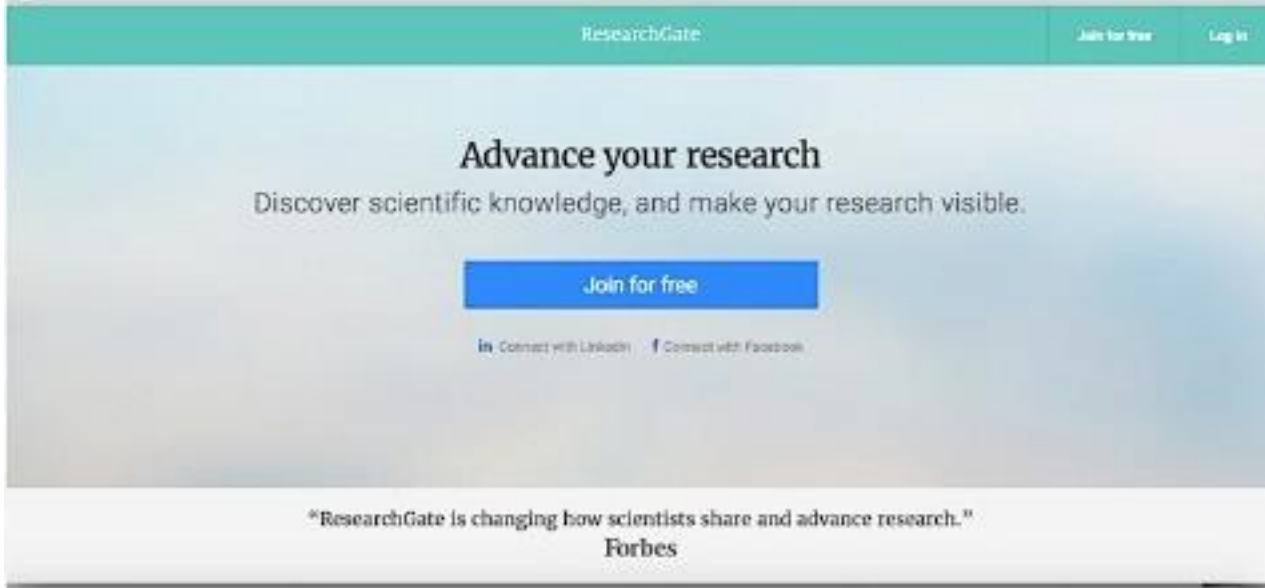 ResearchGate
Join for free
Log in
Advance your research
Discover scientific knowledge, and make your research visible.
Join for free
in Connect with LinkedIn f Connect with Facebook
“ResearchGate is changing how scientists share and advance research.”
Forbes